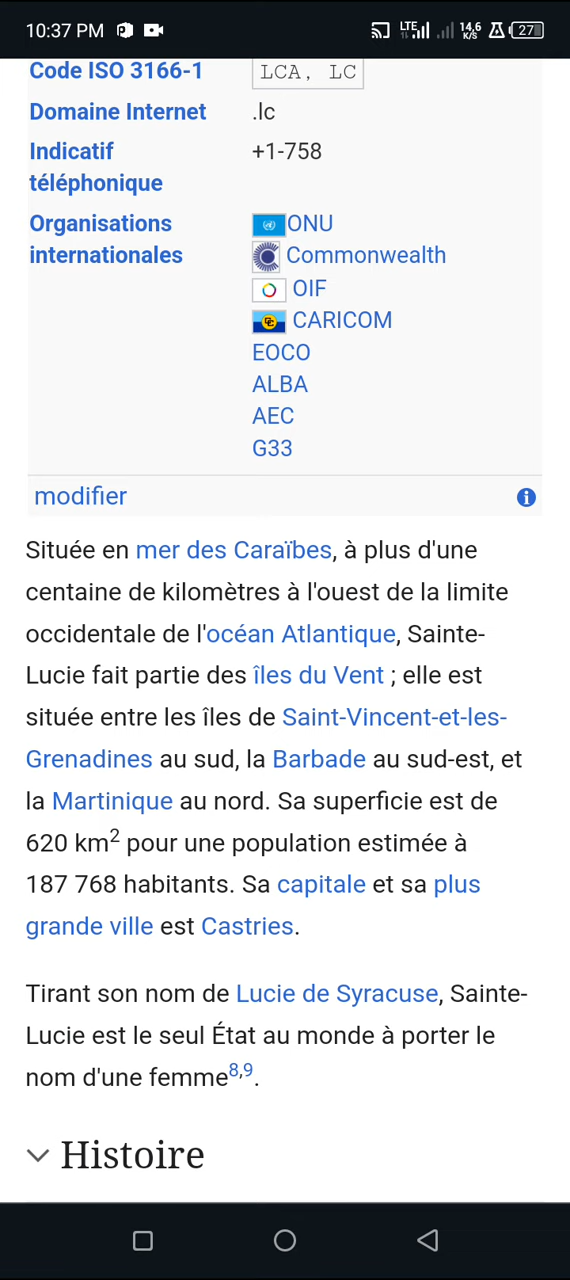 10:37 PM LTE 14,6 K/S 27
Code ISO 3166-1 LCA, LC
Domaine Internet .lc
Indicatif +1-758
téléphonique
Organisations ONU
internationales Commonwealth
OIF
CARICOM
EOCO
ALBA
AEC
G33
modifier
Située en mer des Caraïbes, à plus d'une
centaine de kilomètres à l'ouest de la limite
occidentale de l'océan Atlantique, Sainte-
Lucie fait partie des îles du Vent ; elle est
située entre les îles de Saint-Vincent-et-les-
Grenadines au sud, la Barbade au sud-est, et
la Martinique au nord. Sa superficie est de
620 km² pour une population estimée à
187 768 habitants. Sa capitale et sa plus
grande ville est Castries.
Tirant son nom de Lucie de Syracuse, Sainte-
Lucie est le seul État au monde à porter le
nom d'une femme⁸,⁹.
Histoire